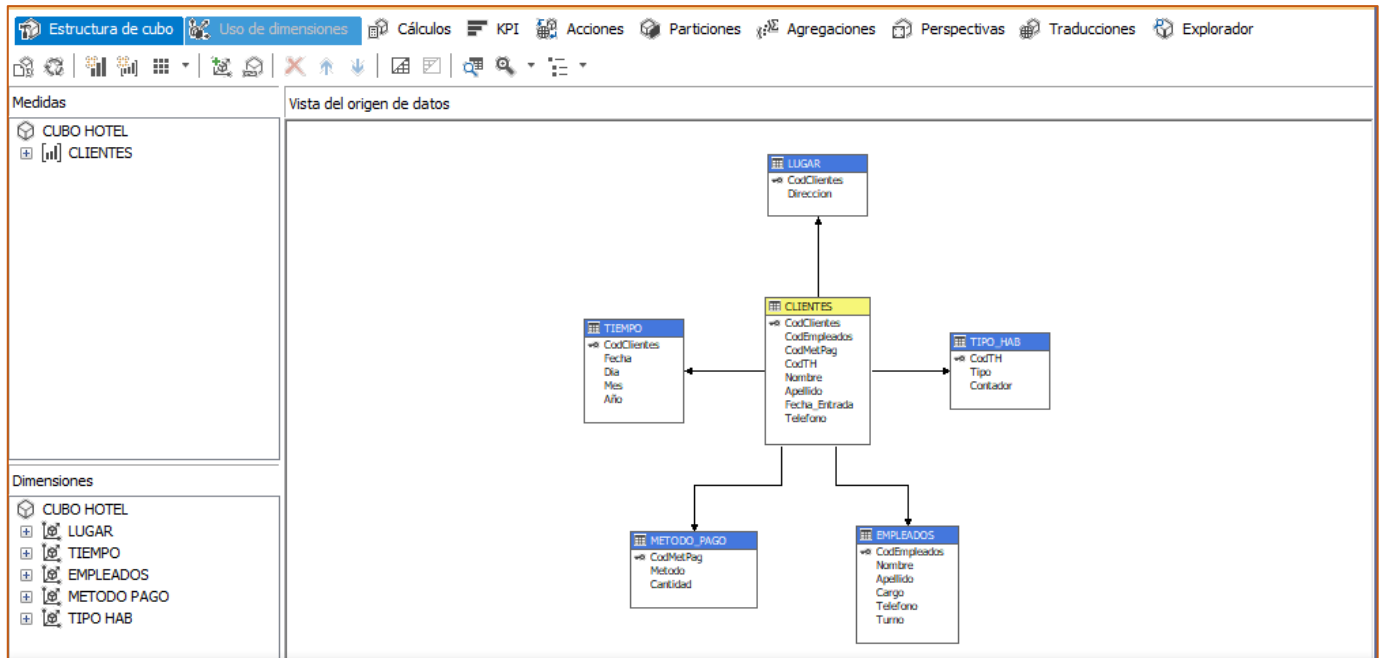 Estructura de cubo Uso de dimensiones Cálculos KPI Acciones Particiones Agregaciones Perspectivas Traducciones Explorador
Medidas
CUBO HOTEL
CLIENTES
Vista del origen de datos
LUGAR
CodClientes
Direccion
CLIENTES
CodClientes
CodEmpleados
CodMetPag
CodTH
Nombre
Apellido
Fecha_Entrada
Telefono
TIEMPO
CodClientes
Fecha
Dia
Mes
Año
TIPO_HAB
CodTH
Tipo
Contador
METODO_PAGO
CodMetPag
Metodo
Cantidad
EMPLEADOS
CodEmpleados
Nombre
Apellido
Cargo
Telefono
Turno
Dimensiones
CUBO HOTEL
LUGAR
TIEMPO
EMPLEADOS
METODO PAGO
TIPO HAB